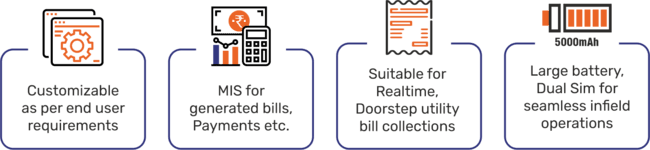 Customizable
as per end user
requirements
MIS for
generated bills,
Payments etc.
Suitable for
Realtime,
Doorstep utility
bill collections
5000mAh
Large battery,
Dual Sim for
seamless infield
operations